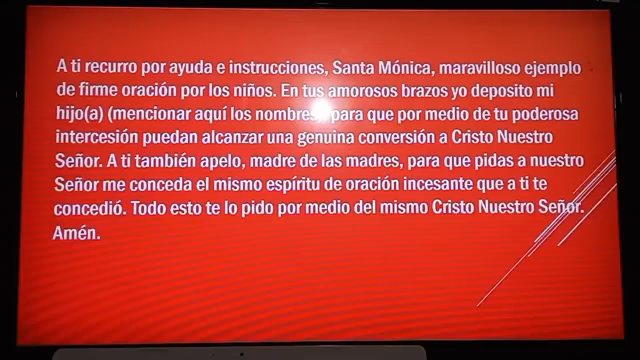 A ti recurro por ayuda e instrucciones, Santa Mónica, maravilloso ejemplo
de firme oración por los niños. En tus amorosos brazos yo deposito mi
hijo(a) (mencionar aquí los nombres), para que por medio de tu poderosa
intercesión puedan alcanzar una genuina conversión a Cristo Nuestro
Señor. A ti también apelo, madre de las madres, para que pidas a nuestro
Señor me conceda el mismo espíritu de oración incesante que a ti te
concedió. Todo esto te lo pido por medio del mismo Cristo Nuestro Señor.
Amén.